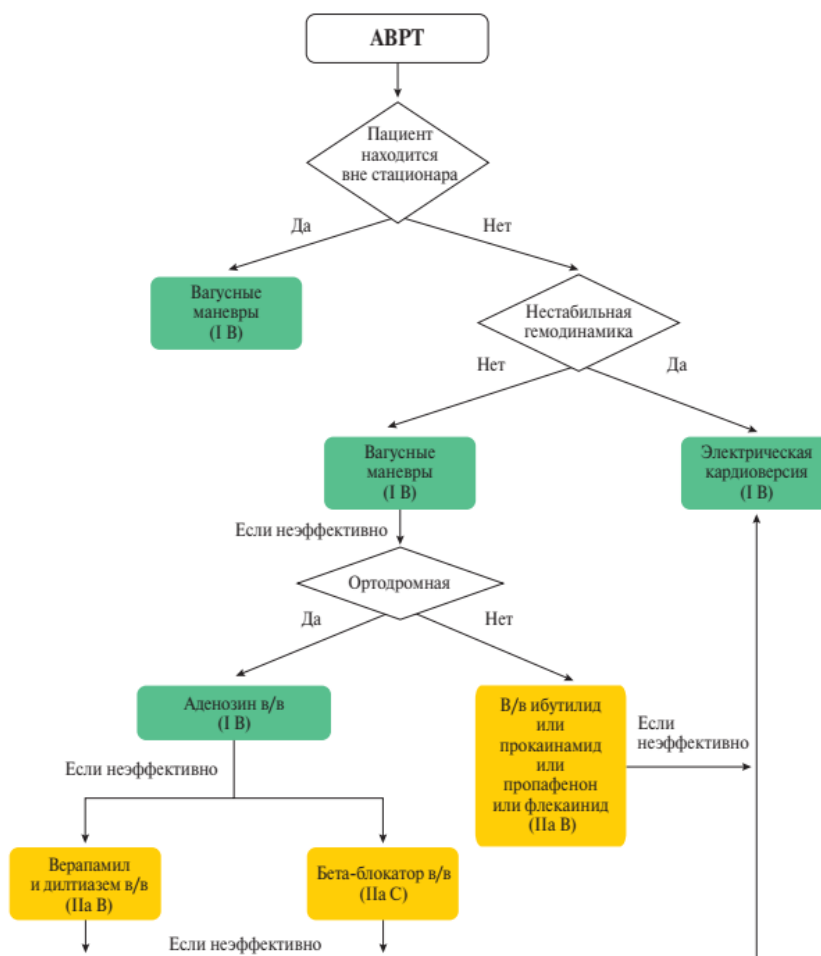 АВРТ
Пациент
находится
вне стационара
Да
Нет
Вагусные
маневры
(I B)
Нестабильная
гемодинамика
Нет
Да
Вагусные
маневры
(I B)
Электрическая
кардиоверсия
(I B)
Если неэффективно
Ортодромная
Да
Нет
Аденозин в/в
(I B)
В/в ибутилид
или
прокаинамид
или
пропафенон
или флекаинид
(IIa B)
Если
неэффективно
Если неэффективно
Верапамил
и дилтиазем в/в
(IIa B)
Бета-блокатор в/в
(IIa C)
Если неэффективно